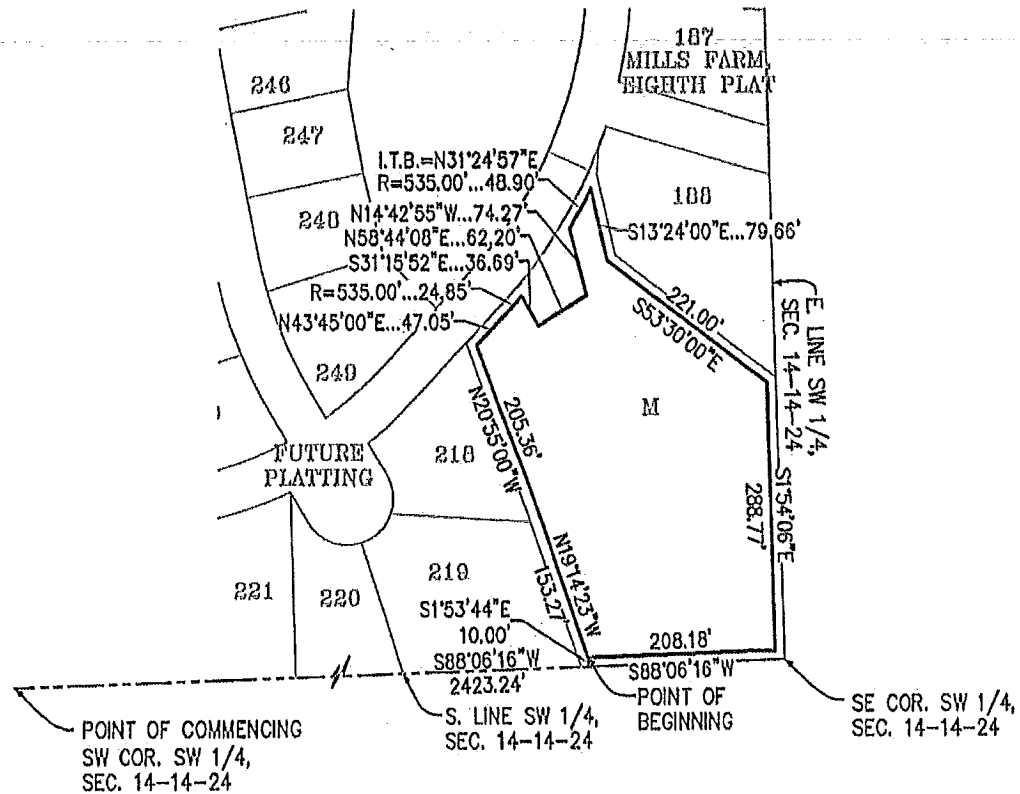 187
MILLS FARM,
EIGHTH PLAT
246
247
I.T.B.=N31°24'57"E
R=535.00'...48.90'
N14°42'55"W...74.27'
N58°44'08"E...62.20'
S31°15'52"E...36.69'
R=535.00'...24.85'
N43°45'00"E...47.05'
248
188
S13°24'00"E...79.66'
221.00'
S53°30'00"E
E. LINE SW 1/4,
SEC. 14-14-24
249
M
205.36'
N20°55'00"W
218
FUTURE
PLATTING
288.77'
S1°54'06"E
N19°14'23"W
153.27'
221
220
219
S1°53'44"E
10.00'
S88°06'16"W
2423.24'
208.18'
S88°06'16"W
POINT OF
BEGINNING
SE COR. SW 1/4,
SEC. 14-14-24
S. LINE SW 1/4,
SEC. 14-14-24
POINT OF COMMENCING
SW COR. SW 1/4,
SEC. 14-14-24